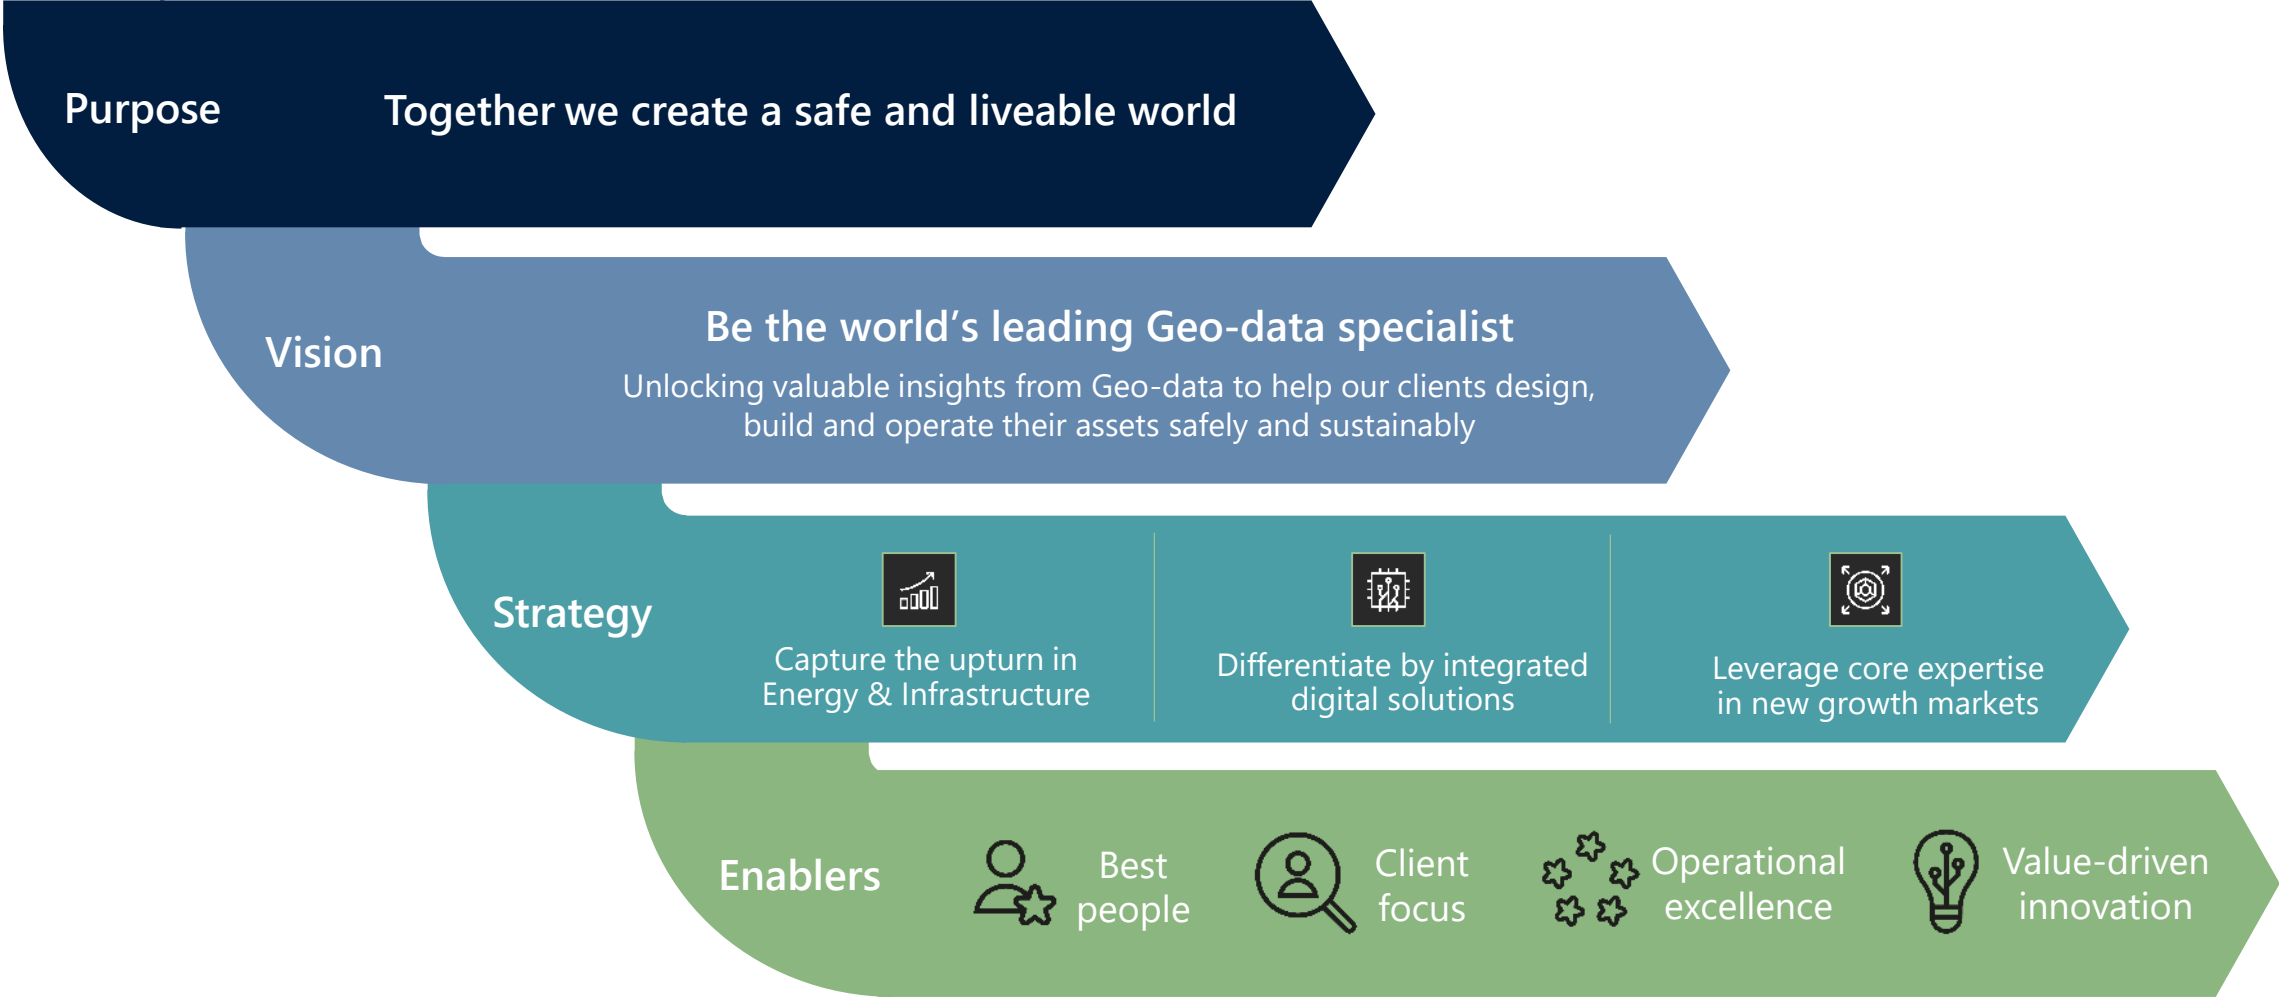 Purpose
Together we create a safe and liveable world
Vision
Be the world’s leading Geo-data specialist
Unlocking valuable insights from Geo-data to help our clients design,
build and operate their assets safely and sustainably
Strategy
Capture the upturn in
Energy & Infrastructure
Differentiate by integrated
digital solutions
Leverage core expertise
in new growth markets
Enablers
Best
people
Client
focus
Operational
excellence
Value-driven
innovation